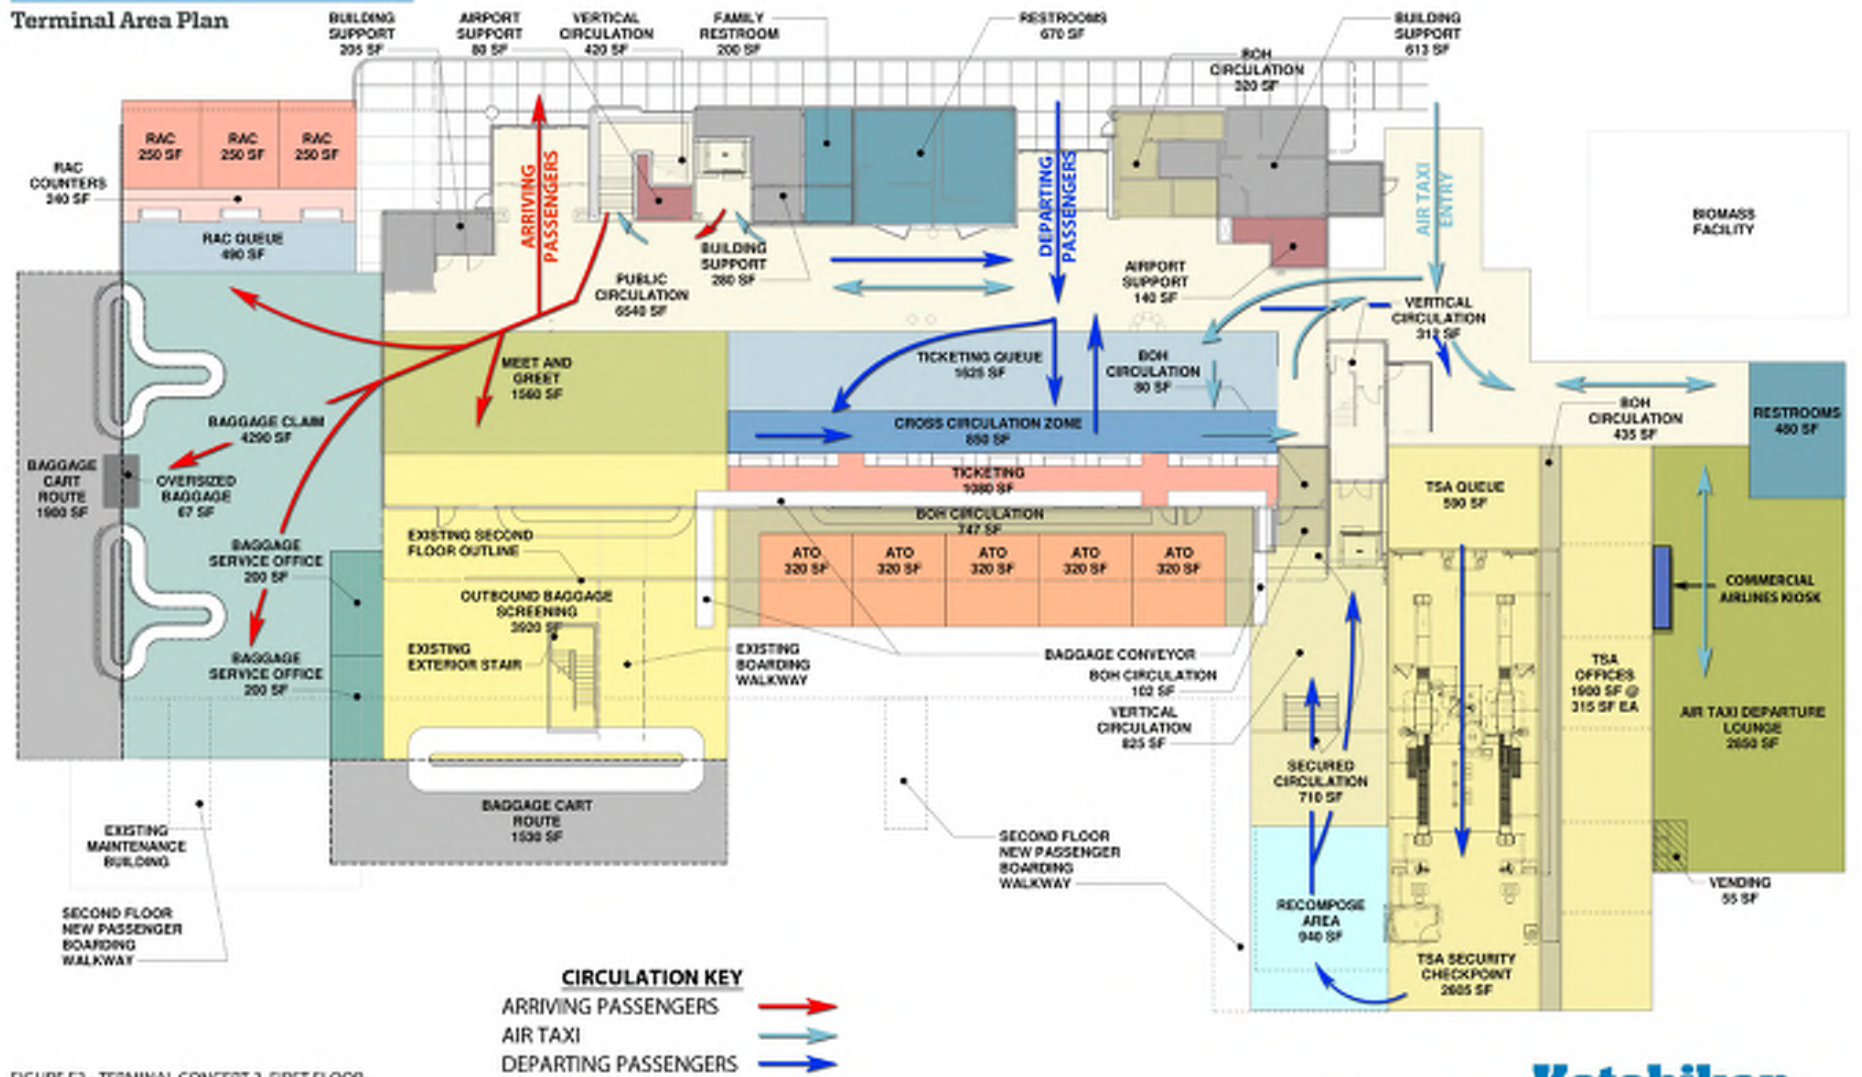 Terminal Area Plan
BUILDING
SUPPORT
205 SF
AIRPORT
SUPPORT
80 SF
VERTICAL
CIRCULATION
420 SF
FAMILY
RESTROOM
200 SF
RESTROOMS
670 SF
BOH
CIRCULATION
320 SF
BUILDING
SUPPORT
613 SF
RAC
250 SF
RAC
250 SF
RAC
250 SF
RAC
COUNTERS
240 SF
RAC QUEUE
490 SF
ARRIVING
PASSENGERS
DEPARTING
PASSENGERS
AIR TAXI
ENTRY
BIOMASS
FACILITY
BUILDING
SUPPORT
280 SF
PUBLIC
CIRCULATION
6540 SF
AIRPORT
SUPPORT
140 SF
VERTICAL
CIRCULATION
312 SF
MEET AND
GREET
1560 SF
TICKETING QUEUE
1625 SF
BOH
CIRCULATION
80 SF
CROSS CIRCULATION ZONE
850 SF
BOH
CIRCULATION
435 SF
RESTROOMS
480 SF
BAGGAGE CLAIM
4290 SF
BAGGAGE
CART
ROUTE
1980 SF
OVERSIZED
BAGGAGE
67 SF
TICKETING
1080 SF
TSA QUEUE
590 SF
BOH CIRCULATION
747 SF
EXISTING SECOND
FLOOR OUTLINE
BAGGAGE
SERVICE OFFICE
200 SF
ATO
320 SF
ATO
320 SF
ATO
320 SF
ATO
320 SF
ATO
320 SF
COMMERCIAL
AIRLINES KIOSK
OUTBOUND BAGGAGE
SCREENING
3920 SF
EXISTING
EXTERIOR STAIR
EXISTING
BOARDING
WALKWAY
BAGGAGE CONVEYOR
BOH CIRCULATION
102 SF
BAGGAGE
SERVICE OFFICE
200 SF
TSA
OFFICES
1900 SF @
315 SF EA
VERTICAL
CIRCULATION
825 SF
AIR TAXI DEPARTURE
LOUNGE
2650 SF
SECURED
CIRCULATION
710 SF
BAGGAGE CART
ROUTE
1530 SF
EXISTING
MAINTENANCE
BUILDING
SECOND FLOOR
NEW PASSENGER
BOARDING
WALKWAY
VENDING
55 SF
SECOND FLOOR
NEW PASSENGER
BOARDING
WALKWAY
RECOMPOSE
AREA
940 SF
TSA SECURITY
CHECKPOINT
2605 SF
CIRCULATION KEY
ARRIVING PASSENGERS
AIR TAXI
DEPARTING PASSENGERS
Ketchikan